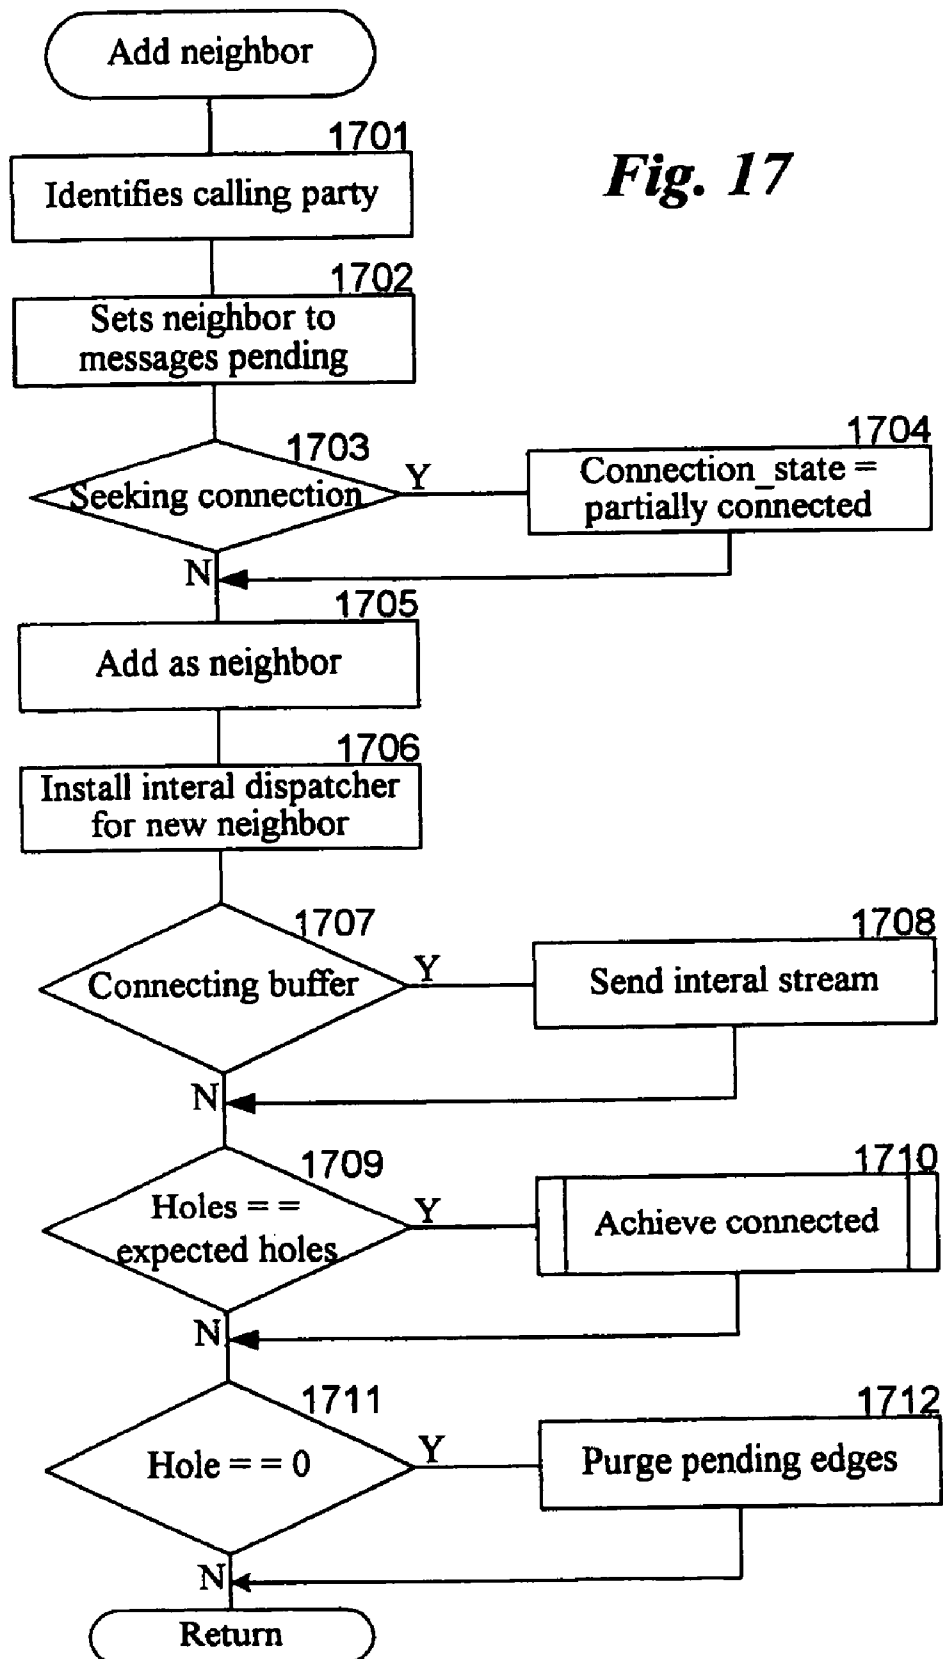 Add neighbor
Fig. 17
1701
Identifies calling party
1702
Sets neighbor to
messages pending
1703
Seeking connection
Y
1704
Connection_state =
partially connected
N
1705
Add as neighbor
1706
Install interal dispatcher
for new neighbor
1707
Connecting buffer
Y
1708
Send interal stream
N
1709
Holes = =
expected holes
Y
1710
Achieve connected
N
1711
Hole = = 0
Y
1712
Purge pending edges
N
Return